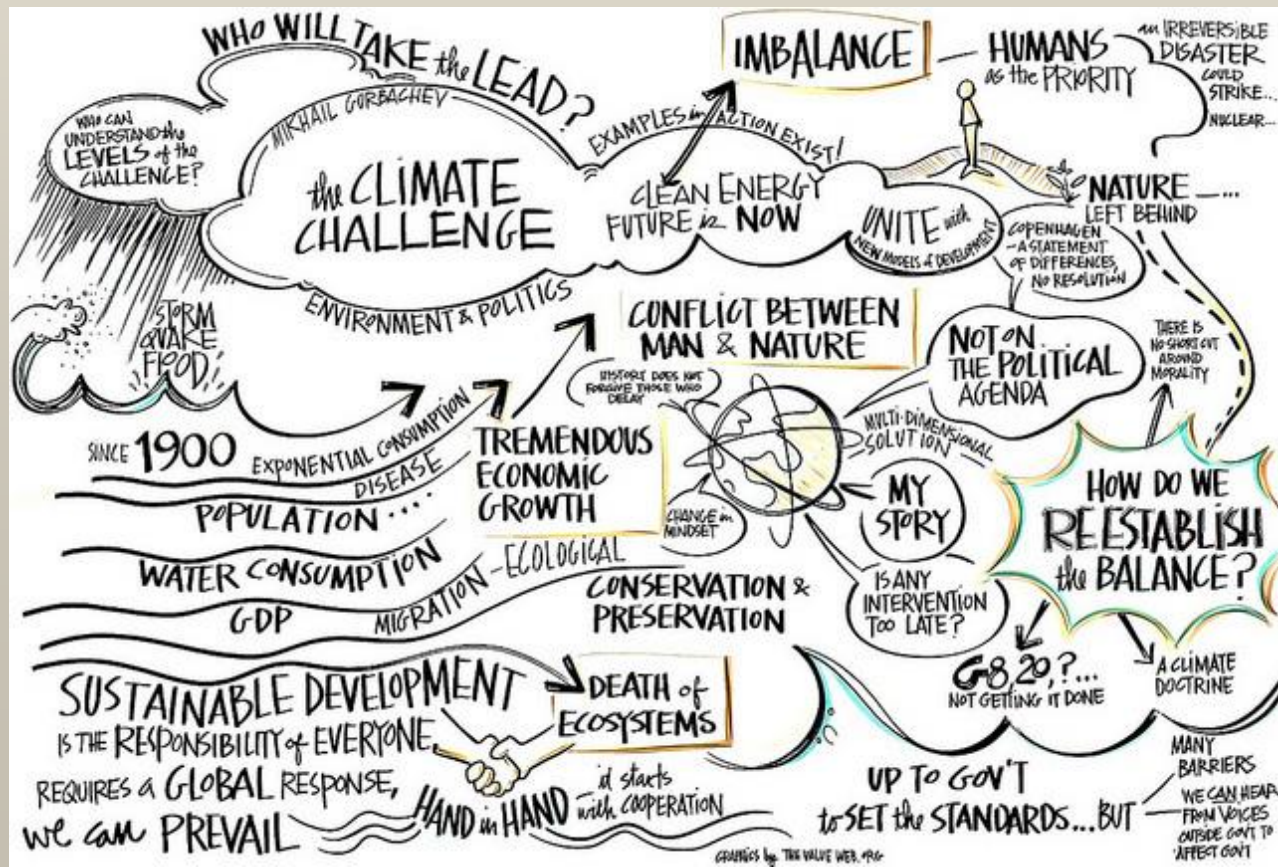 WHO WILL TAKE the LEAD?
MIKHAIL GORBACHEV
WHO CAN
UNDERSTAND the
LEVELS of the
CHALLENGE?
the CLIMATE
CHALLENGE
ENVIRONMENT & POLITICS
EXAMPLES in ACTION EXIST!
CLEAN ENERGY
FUTURE is NOW
UNITE with
NEW MODELS of DEVELOPMENT
IMBALANCE
HUMANS
as the PRIORITY
an IRREVERSIBLE
DISASTER
COULD
STRIKE...
NUCLEAR...
NATURE –...
LEFT BEHIND
COPENHAGEN
– A STATEMENT
OF DIFFERENCES,
NO RESOLUTION
STORM
QUAKE
FLOOD
CONFLICT BETWEEN
MAN & NATURE
NOT ON
THE POLITICAL
AGENDA
THERE IS
NO SHORT CUT
AROUND
MORALITY
HISTORY DOES NOT
FORGIVE THOSE WHO
DELAY
SINCE 1900
EXPONENTIAL CONSUMPTION
DISEASE
POPULATION ...
WATER CONSUMPTION
GDP
MIGRATION – ECOLOGICAL
TREMENDOUS
ECONOMIC
GROWTH
CHANGE in
MINDSET
MULTI-DIMENSIONAL
SOLUTION
MY
STORY
IS ANY
INTERVENTION
TOO LATE?
HOW DO WE
RE ESTABLISH
the BALANCE?
CONSERVATION &
PRESERVATION
G8,20,?...
NOT GETTING IT DONE
A CLIMATE
DOCTRINE
SUSTAINABLE DEVELOPMENT
IS THE RESPONSIBILITY of EVERYONE,
REQUIRES a GLOBAL RESPONSE,
we can PREVAIL
DEATH of
ECOSYSTEMS
HAND in HAND – it starts
with COOPERATION
UP TO GOV'T
to SET the STANDARDS... BUT
MANY
BARRIERS
WE CAN HEAR
FROM VOICES
OUTSIDE GOV'T TO
AFFECT GOV'T
GRAPHICS by THE VALUE WEB.ORG